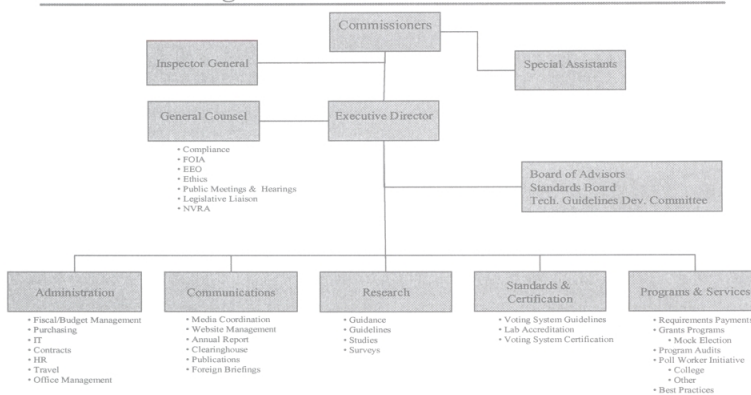 Commissioners
Inspector General
Special Assistants
General Counsel
Executive Director
• Compliance
• FOIA
• EEO
• Ethics
• Public Meetings & Hearings
• Legislative Liaison
• NVRA
Board of Advisors
Standards Board
Tech. Guidelines Dev. Committee
Administration
• Fiscal/Budget Management
• Purchasing
• IT
• Contracts
• HR
• Travel
• Office Management
Communications
• Media Coordination
• Website Management
• Annual Report
• Clearinghouse
• Publications
• Foreign Briefings
Research
• Guidance
• Guidelines
• Studies
• Surveys
Standards &
Certification
• Voting System Guidelines
• Lab Accreditation
• Voting System Certification
Programs & Services
• Requirements Payments
• Grants Programs
• Mock Election
• Program Audits
• Poll Worker Initiative
• College
• Other
• Best Practices